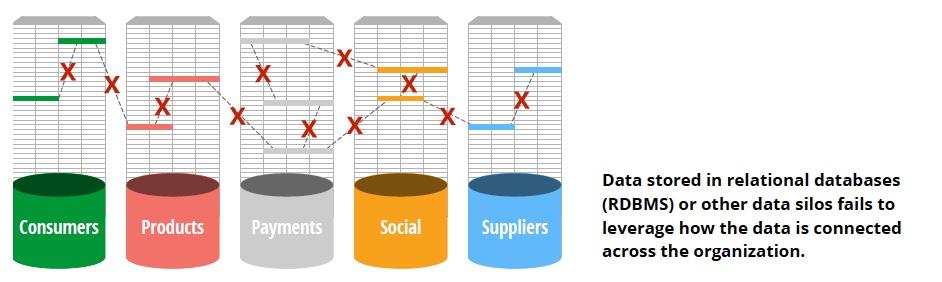 X X X X X X X X X X X
Consumers Products Payments Social Suppliers
Data stored in relational databases
(RDBMS) or other data silos fails to
leverage how the data is connected
across the organization.